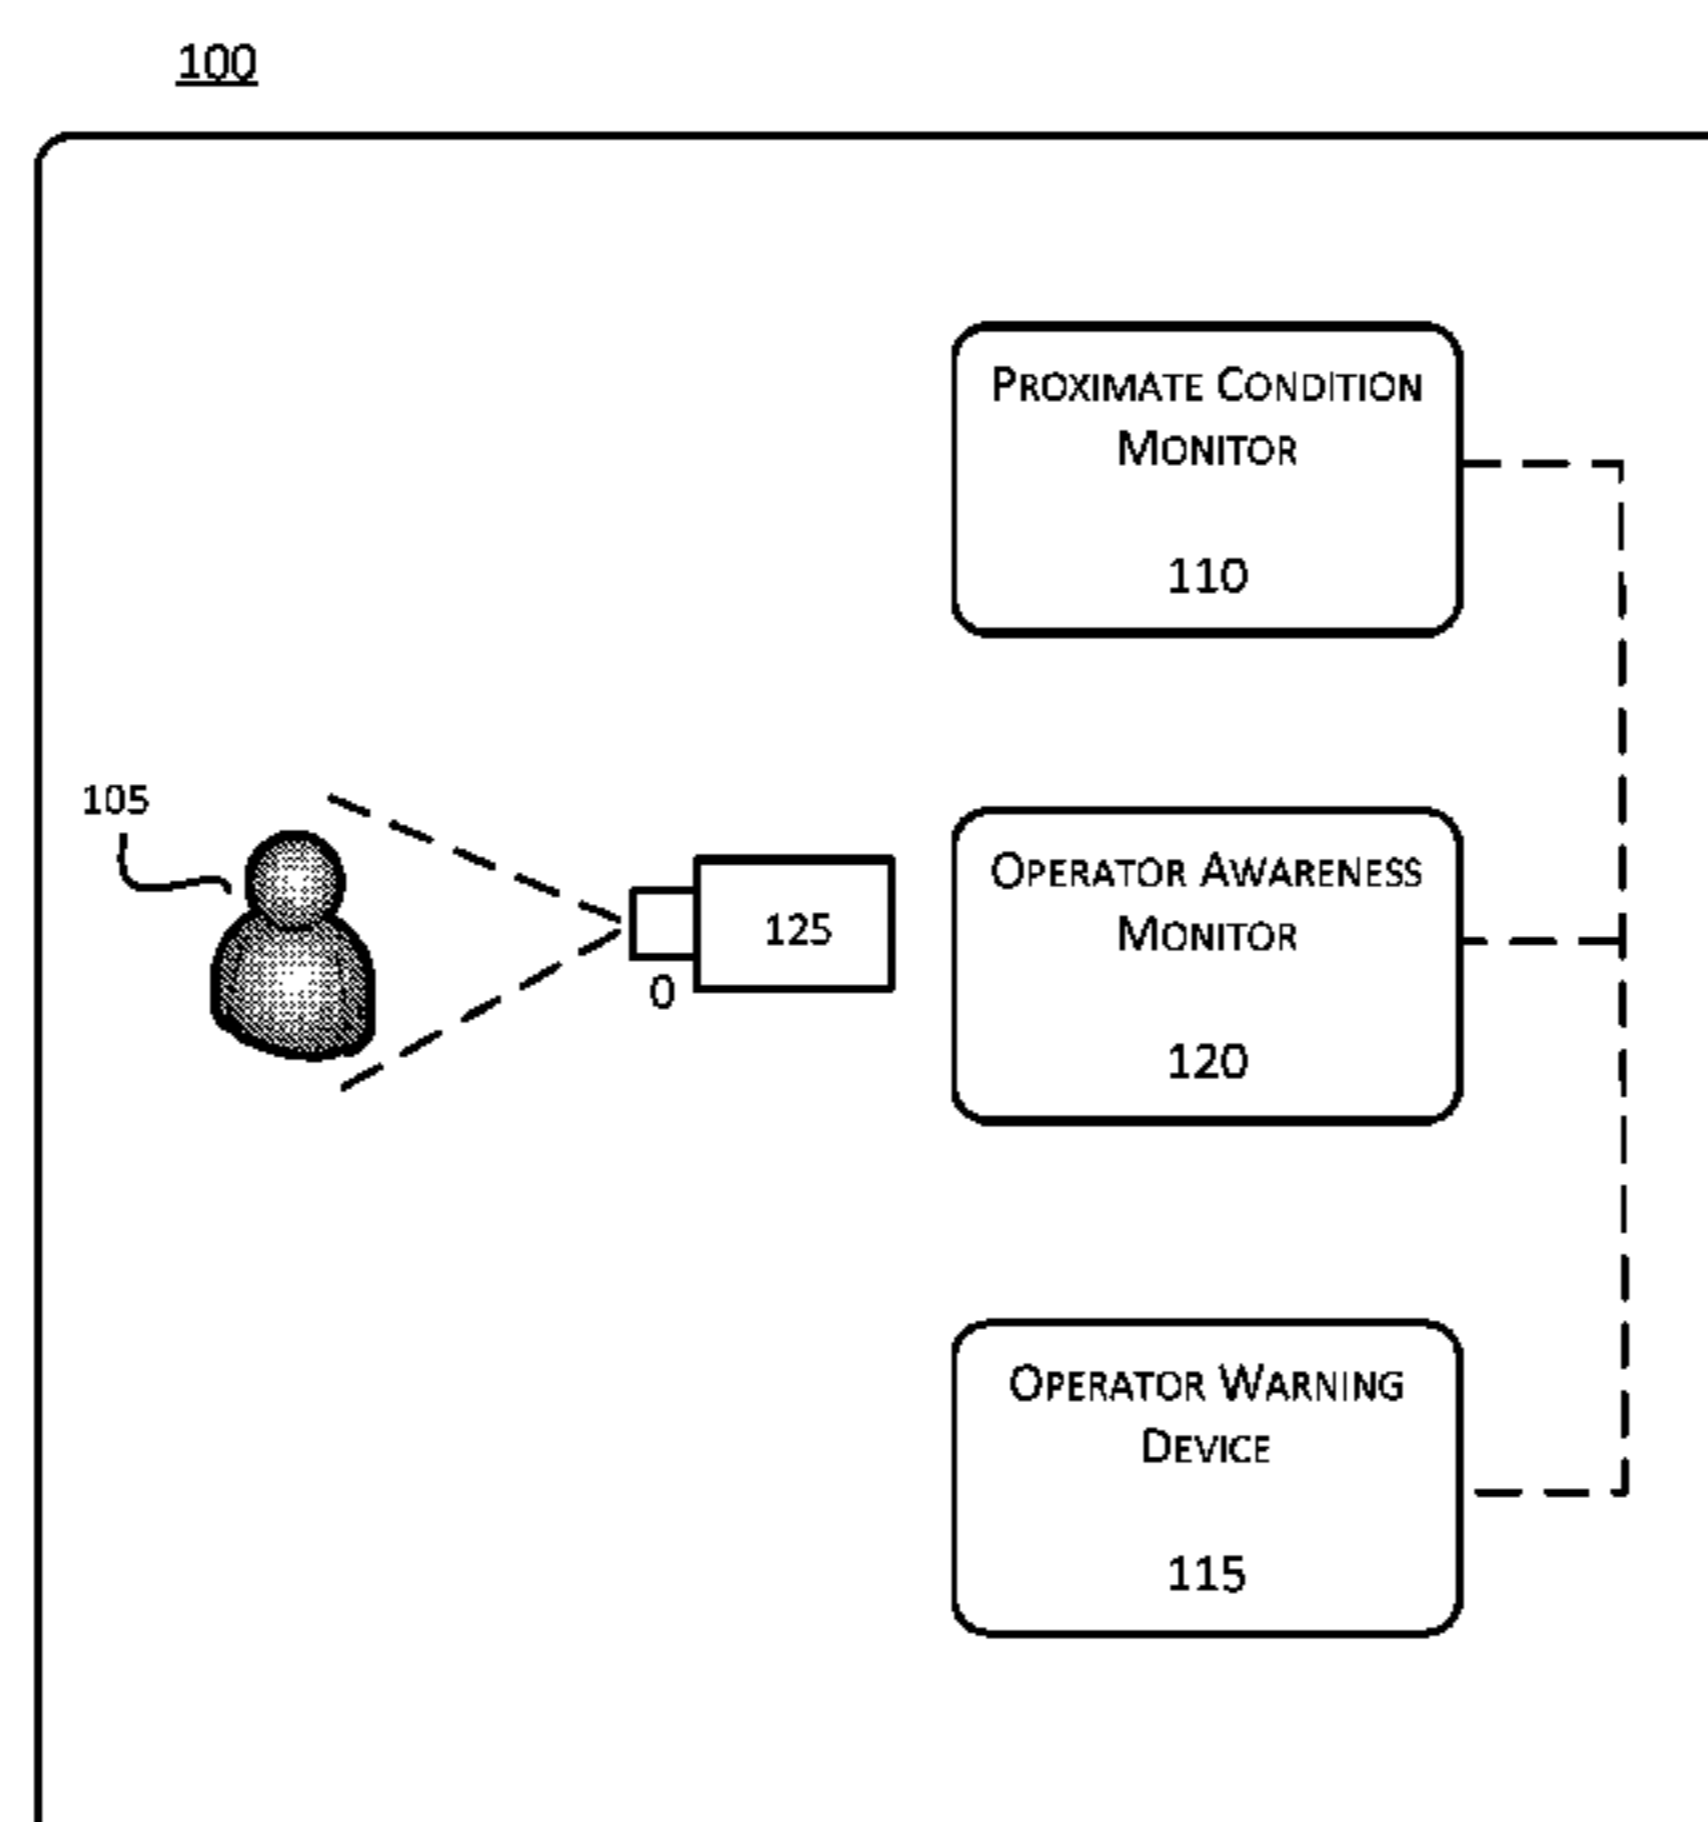 100
PROXIMATE CONDITION
MONITOR
110
105
125
0
OPERATOR AWARENESS
MONITOR
120
OPERATOR WARNING
DEVICE
115